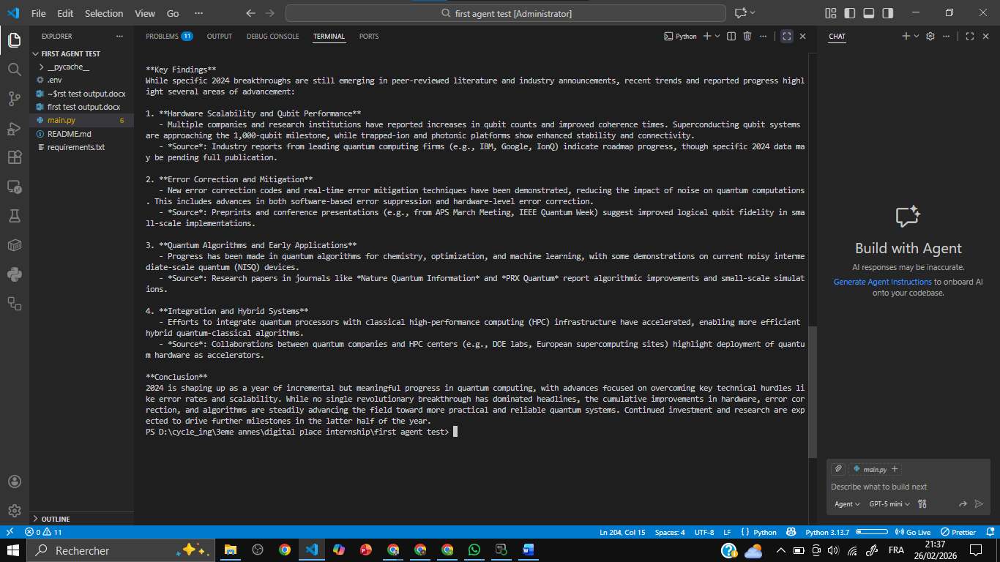 File Edit Selection View Go ··· first agent test [Administrator]
EXPLORER ···
FIRST AGENT TEST
__pycache__
.env
~$rst test output.docx
first test output.docx
main.py 6
README.md
requirements.txt
OUTLINE
PROBLEMS 11 OUTPUT DEBUG CONSOLE TERMINAL PORTS Python
**Key Findings**
While specific 2024 breakthroughs are still emerging in peer-reviewed literature and industry announcements, recent trends and reported progress highl
ight several areas of advancement:
1. **Hardware Scalability and Qubit Performance**
- Multiple companies and research institutions have reported increases in qubit counts and improved coherence times. Superconducting qubit systems
are approaching the 1,000-qubit milestone, while trapped-ion and photonic platforms show enhanced stability and connectivity.
- *Source*: Industry reports from leading quantum computing firms (e.g., IBM, Google, IonQ) indicate roadmap progress, though specific 2024 data ma
y be pending full publication.
2. **Error Correction and Mitigation**
- New error correction codes and real-time error mitigation techniques have been demonstrated, reducing the impact of noise on quantum computations
. This includes advances in both software-based error suppression and hardware-level error correction.
- *Source*: Preprints and conference presentations (e.g., from APS March Meeting, IEEE Quantum Week) suggest improved logical qubit fidelity in sma
ll-scale implementations.
3. **Quantum Algorithms and Early Applications**
- Progress has been made in quantum algorithms for chemistry, optimization, and machine learning, with some demonstrations on current noisy interme
diate-scale quantum (NISQ) devices.
- *Source*: Research papers in journals like *Nature Quantum Information* and *PRX Quantum* report algorithmic improvements and small-scale simulat
ions.
4. **Integration and Hybrid Systems**
- Efforts to integrate quantum processors with classical high-performance computing (HPC) infrastructure have accelerated, enabling more efficient
hybrid quantum-classical algorithms.
- *Source*: Collaborations between quantum companies and HPC centers (e.g., DOE labs, European supercomputing sites) highlight deployment of quantu
m hardware as accelerators.
**Conclusion**
2024 is shaping up as a year of incremental but meaningful progress in quantum computing, with advances focused on overcoming key technical hurdles li
ke error rates and scalability. While no single revolutionary breakthrough has dominated headlines, the cumulative improvements in hardware, error cor
rection, and algorithms are steadily advancing the field toward more practical and reliable quantum systems. Continued investment and research are exp
ected to drive further milestones in the latter half of the year.
PS D:\cycle_ing\3eme annes\digital place internship\first agent test>
CHAT
Build with Agent
AI responses may be inaccurate.
Generate Agent Instructions to onboard AI
onto your codebase.
main.py
Describe what to build next
Agent GPT-5 mini
0 11 Ln 204, Col 15 Spaces: 4 UTF-8 LF { } Python Python 3.13.7 Go Live Prettier
Rechercher FRA 21:37
26/02/2026